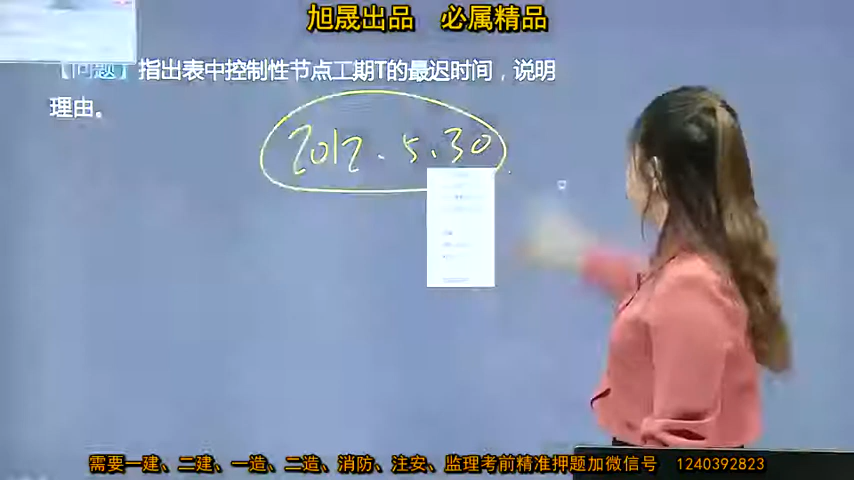 旭晟出品 必属精品
【问题】指出表中控制性节点工期T的最迟时间，说明
理由。
2012.5.30
需要一建、二建、一造、二造、消防、注安、监理考前精准押题加微信号 1240392823